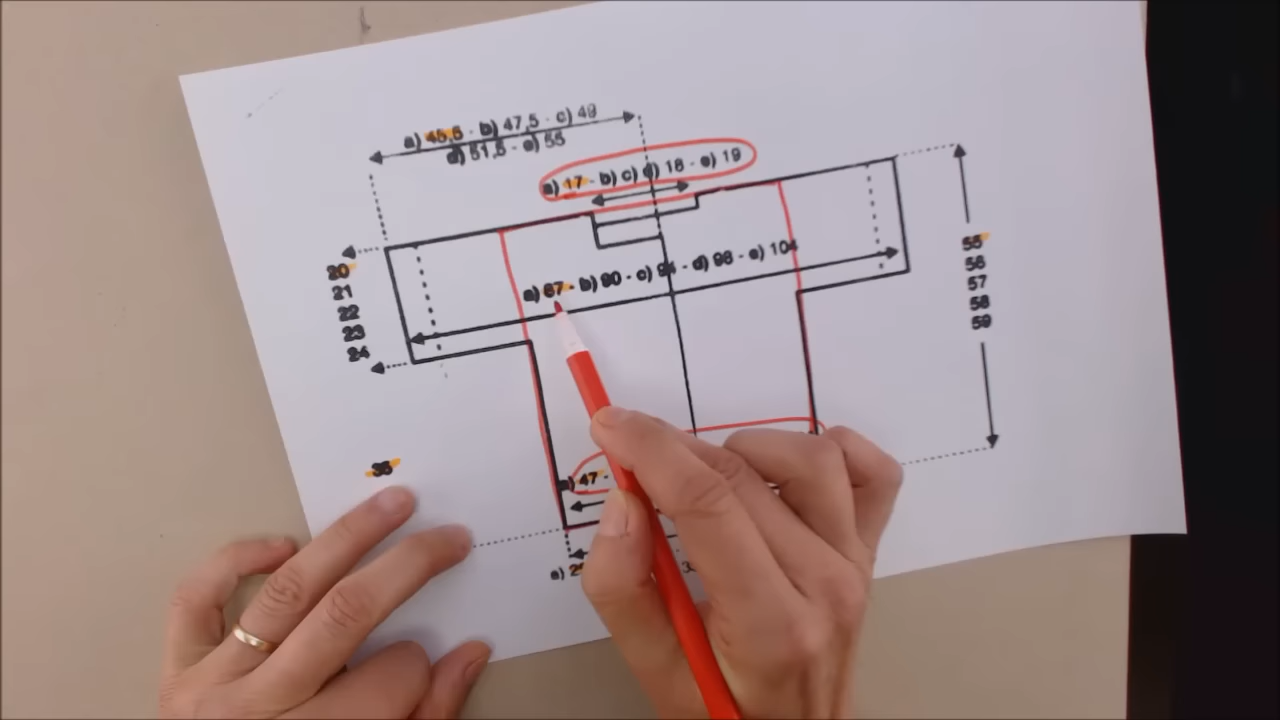 a) 45,5 - b) 47,5 - c) 49
d) 51,5 - e) 55
a) 17 - b) c) d) 18 - e) 19
20
21
22
23
24
a) 87 - b) 90 - c) 94 - d) 98 - e) 104
55
56
57
58
59
a) 47 -
a)